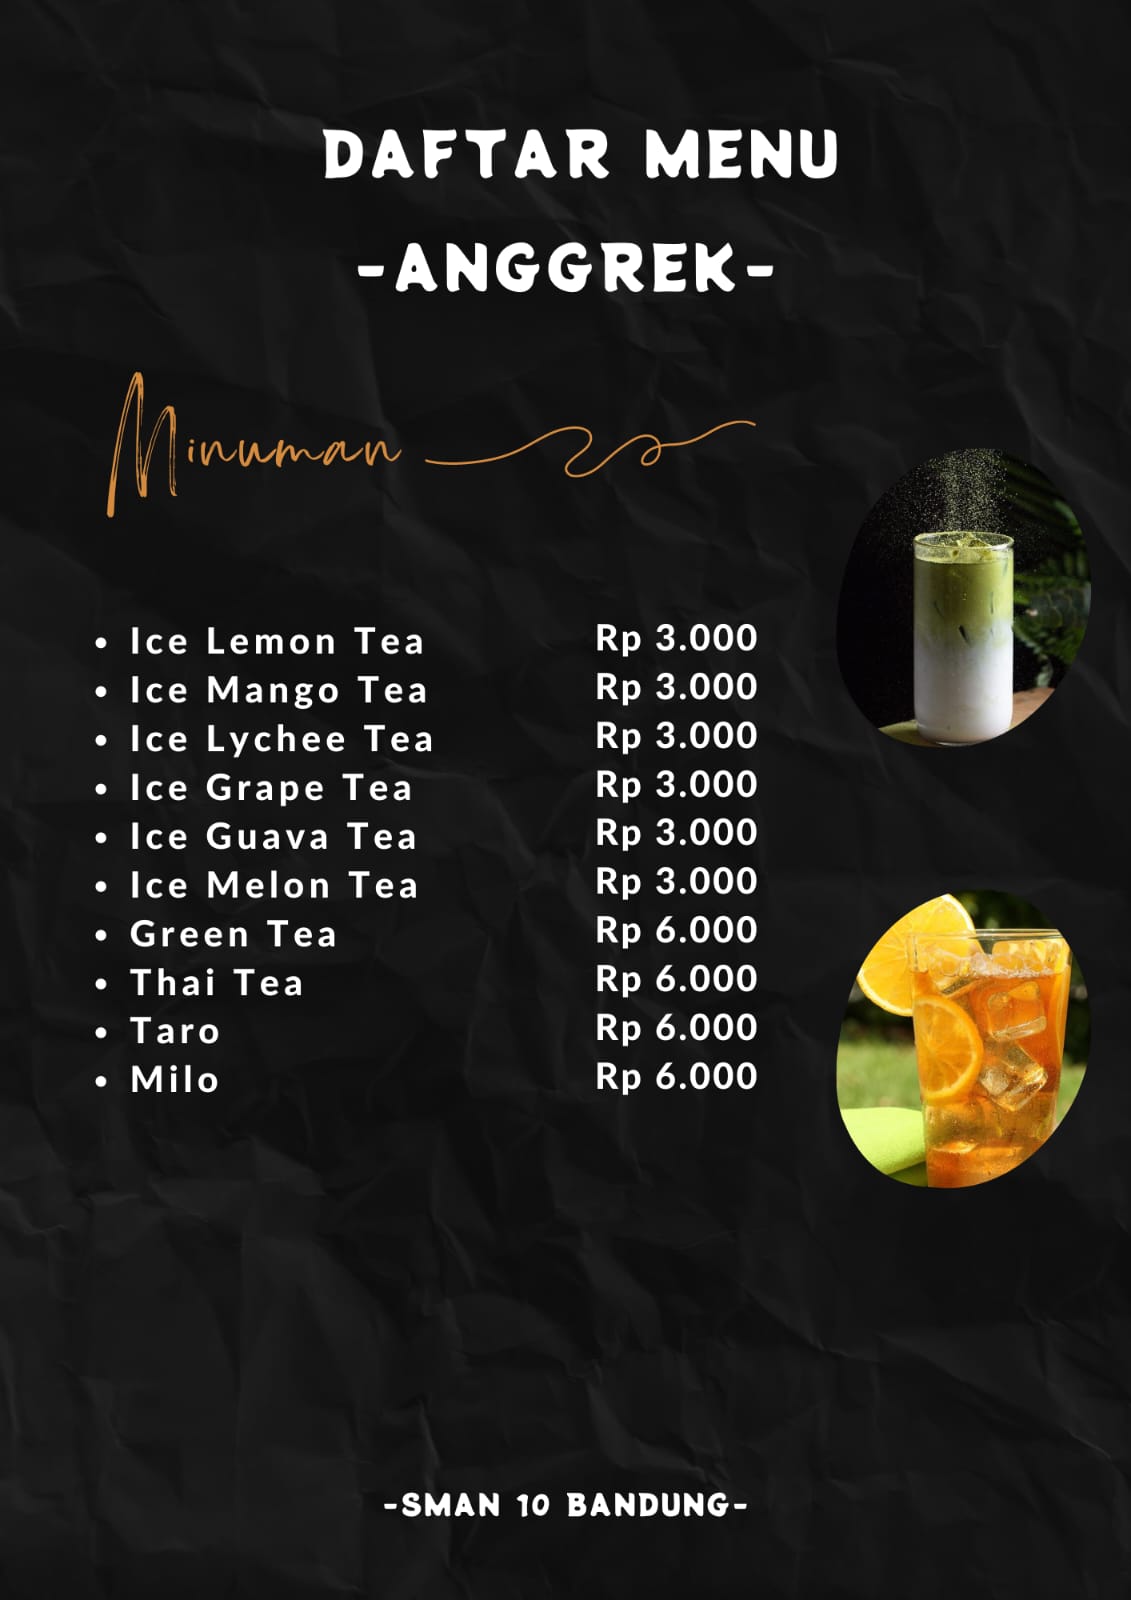 DAFTAR MENU
-ANGGREK-
Minuman
• Ice Lemon Tea Rp 3.000
• Ice Mango Tea Rp 3.000
• Ice Lychee Tea Rp 3.000
• Ice Grape Tea Rp 3.000
• Ice Guava Tea Rp 3.000
• Ice Melon Tea Rp 3.000
• Green Tea Rp 6.000
• Thai Tea Rp 6.000
• Taro Rp 6.000
• Milo Rp 6.000
-SMAN 10 BANDUNG-